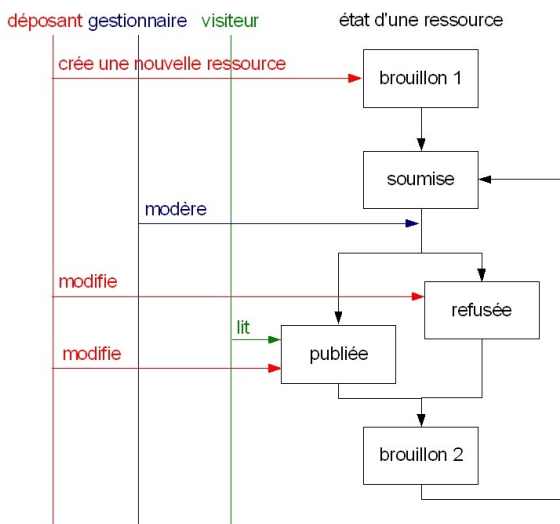 déposant gestionnaire visiteur état d'une ressource
crée une nouvelle ressource
brouillon 1
soumise
modère
modifie
refusée
lit
publiée
modifie
brouillon 2